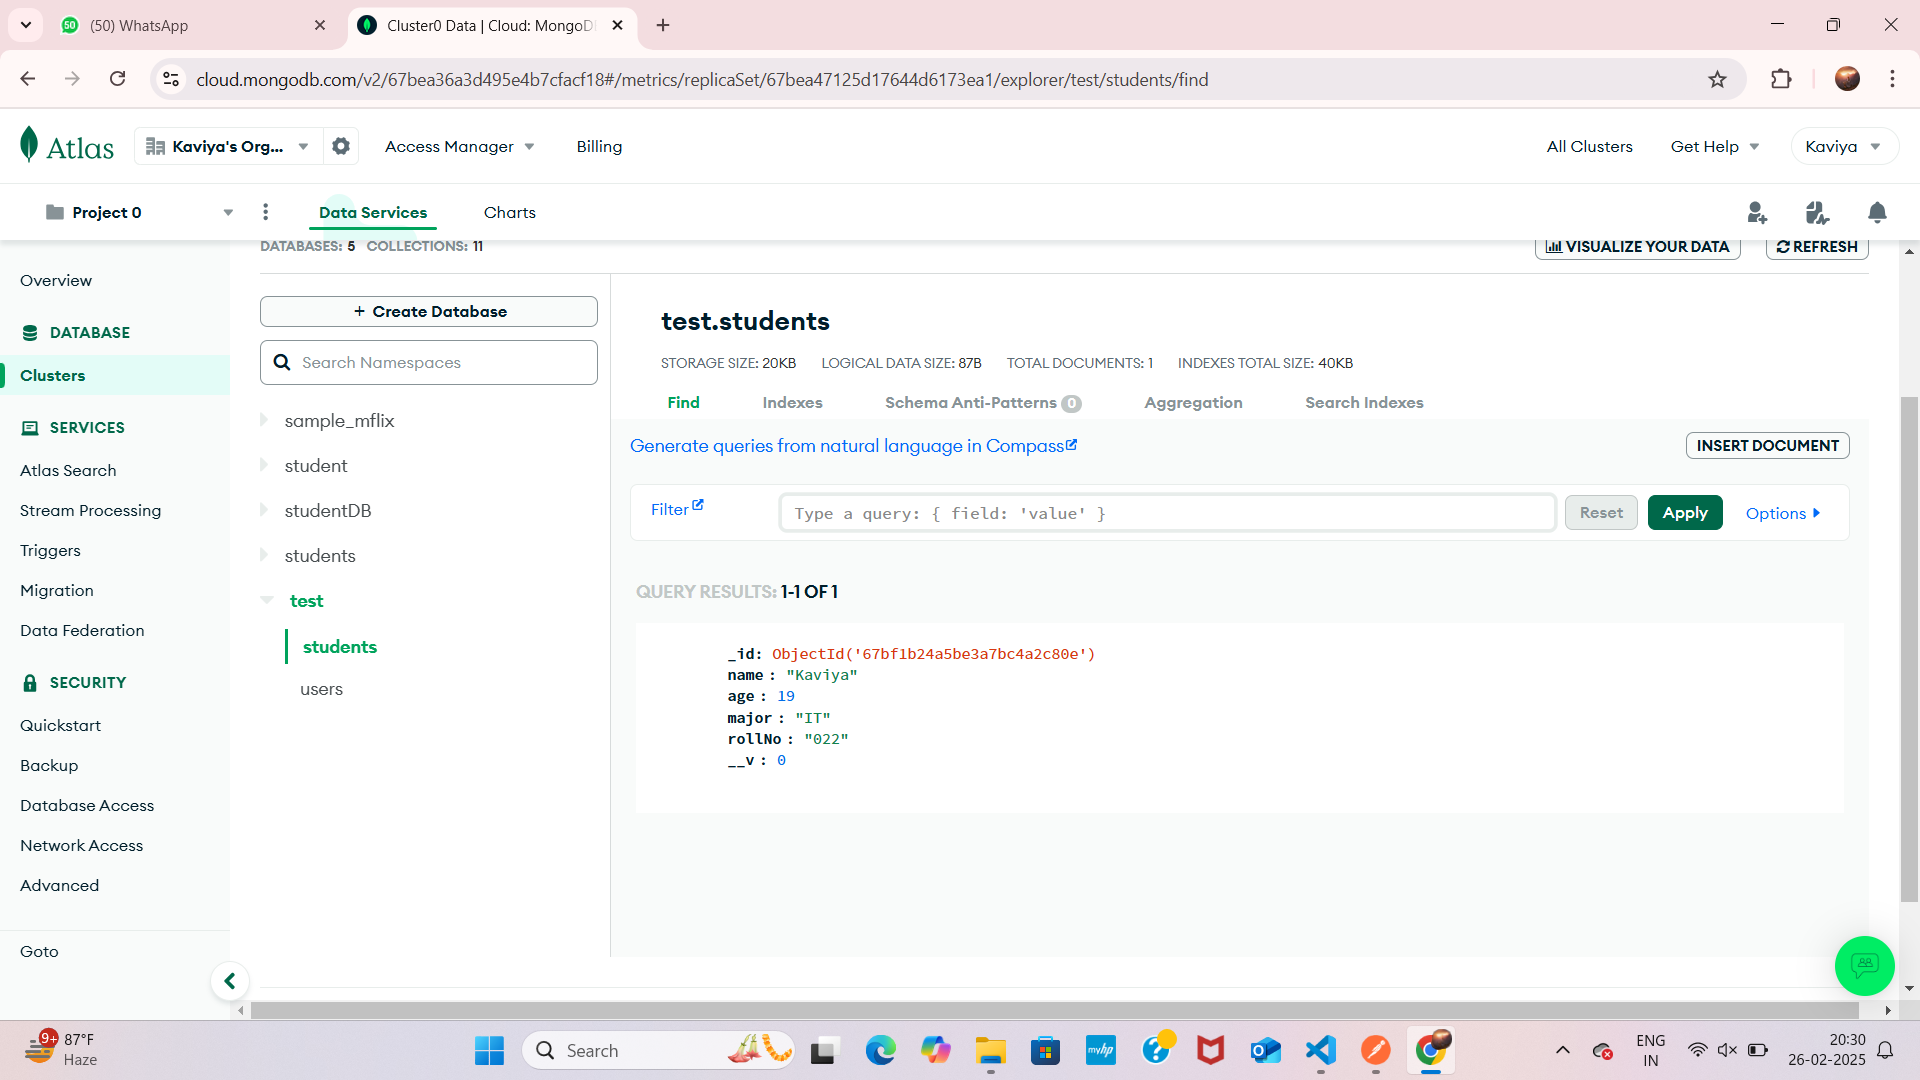 (50) WhatsApp
Cluster0 Data | Cloud: MongoD
cloud.mongodb.com/v2/67bea36a3d495e4b7cfacf18#/metrics/replicaSet/67bea47125d17644d6173ea1/explorer/test/students/find
Atlas
Kaviya's Org...
Access Manager
Billing
All Clusters
Get Help
Kaviya
Project 0
Data Services
Charts
DATABASES: 5 COLLECTIONS: 11
VISUALIZE YOUR DATA
REFRESH
Overview
DATABASE
Clusters
SERVICES
Atlas Search
Stream Processing
Triggers
Migration
Data Federation
SECURITY
Quickstart
Backup
Database Access
Network Access
Advanced
Goto
+ Create Database
Search Namespaces
sample_mflix
student
studentDB
students
test
students
users
test.students
STORAGE SIZE: 20KB LOGICAL DATA SIZE: 87B TOTAL DOCUMENTS: 1 INDEXES TOTAL SIZE: 40KB
Find
Indexes
Schema Anti-Patterns 0
Aggregation
Search Indexes
Generate queries from natural language in Compass
INSERT DOCUMENT
Filter
Type a query: { field: 'value' }
Reset
Apply
Options
QUERY RESULTS: 1-1 OF 1
_id: ObjectId('67bf1b24a5be3a7bc4a2c80e')
name : "Kaviya"
age : 19
major : "IT"
rollNo : "022"
__v : 0
9+
87°F
Haze
Search
myhp
ENG
IN
20:30
26-02-2025